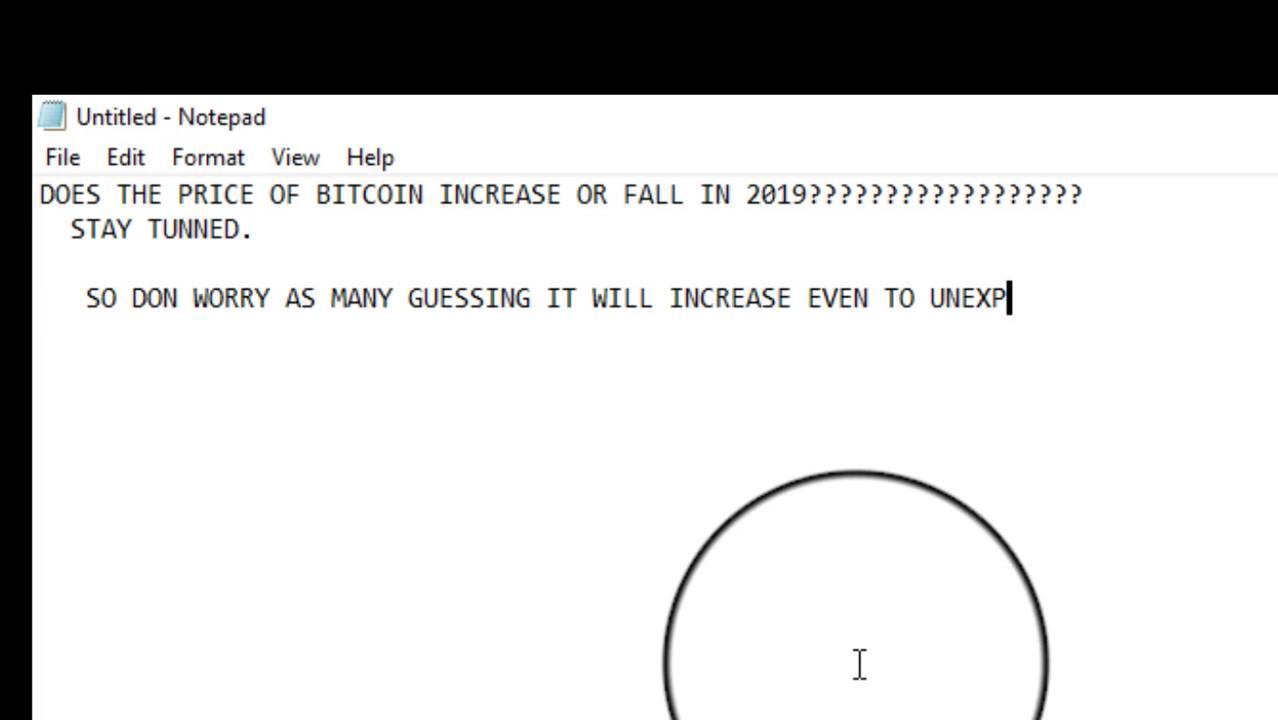 Untitled - Notepad
File Edit Format View Help
DOES THE PRICE OF BITCOIN INCREASE OR FALL IN 2019??????????????????
STAY TUNNED.
SO DON WORRY AS MANY GUESSING IT WILL INCREASE EVEN TO UNEXP